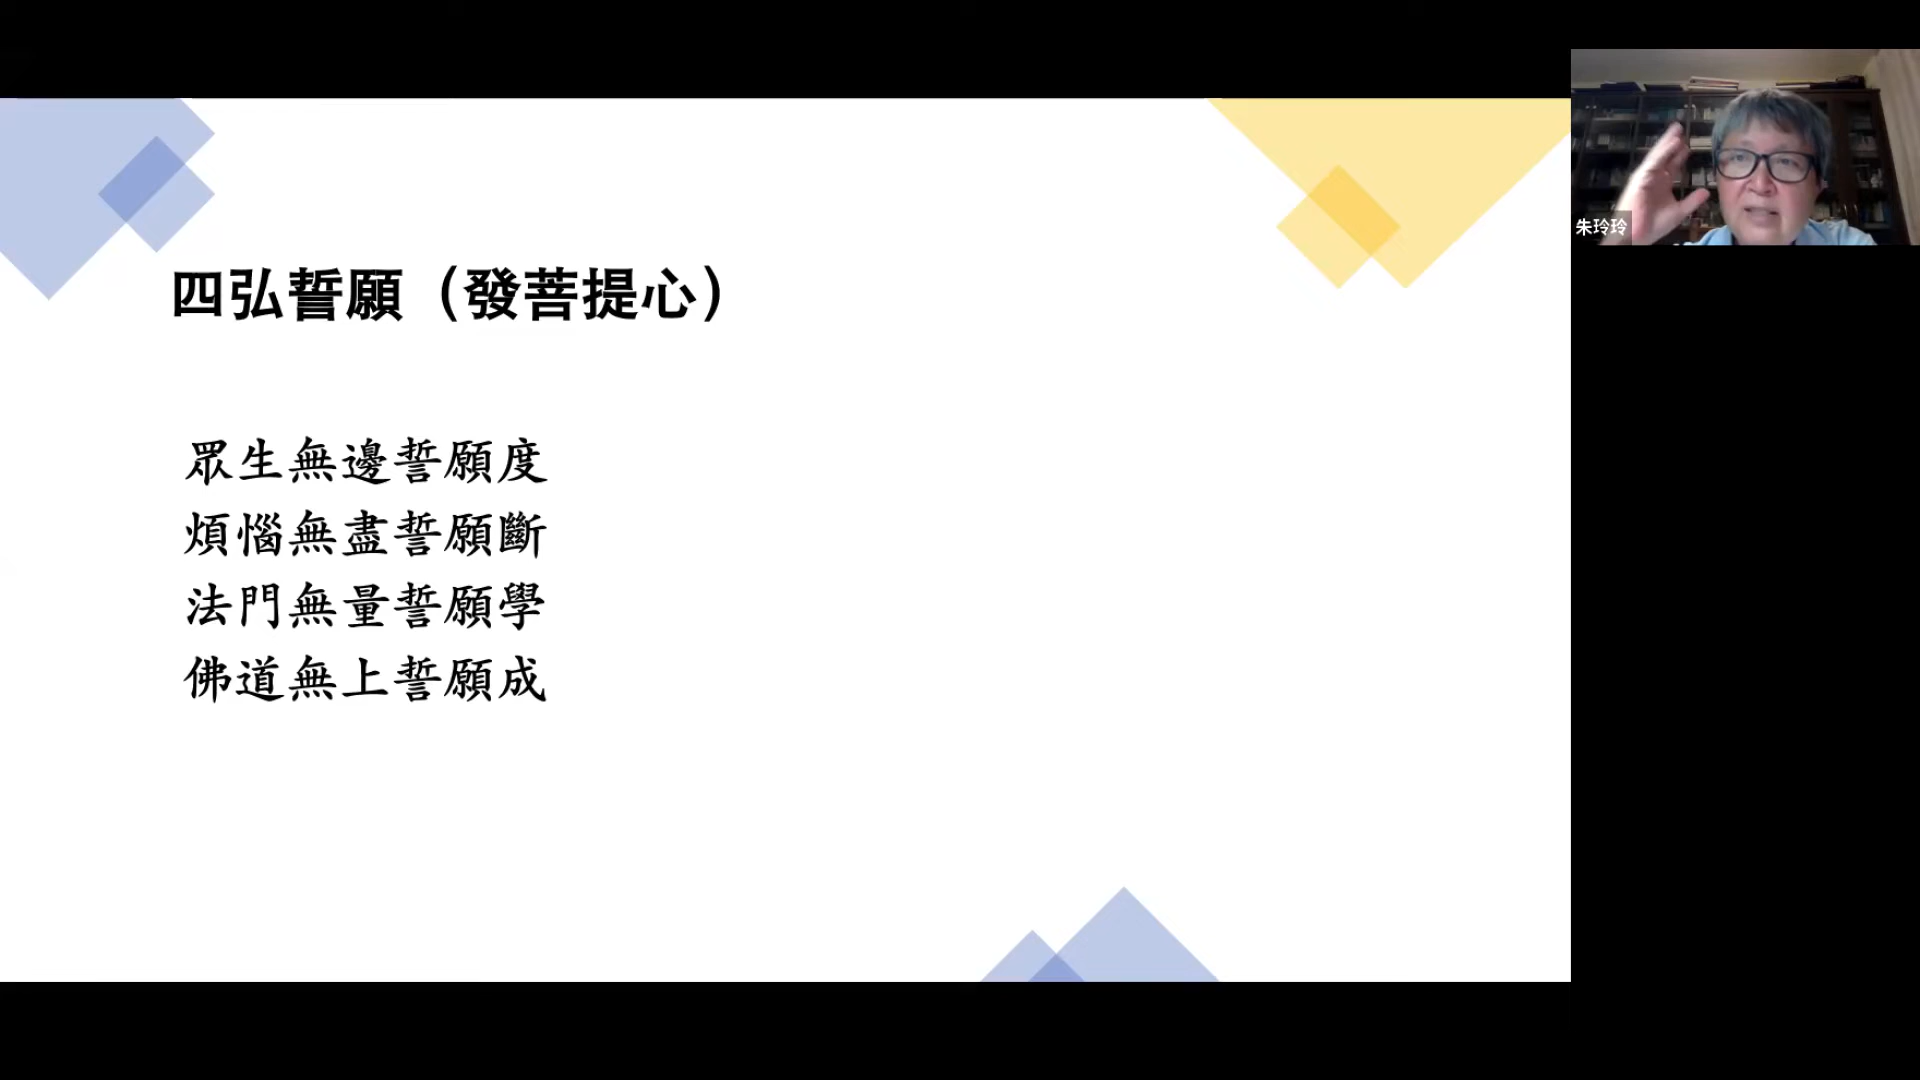 四弘誓願（發菩提心）
眾生無邊誓願度
煩惱無盡誓願斷
法門無量誓願學
佛道無上誓願成
朱玲玲